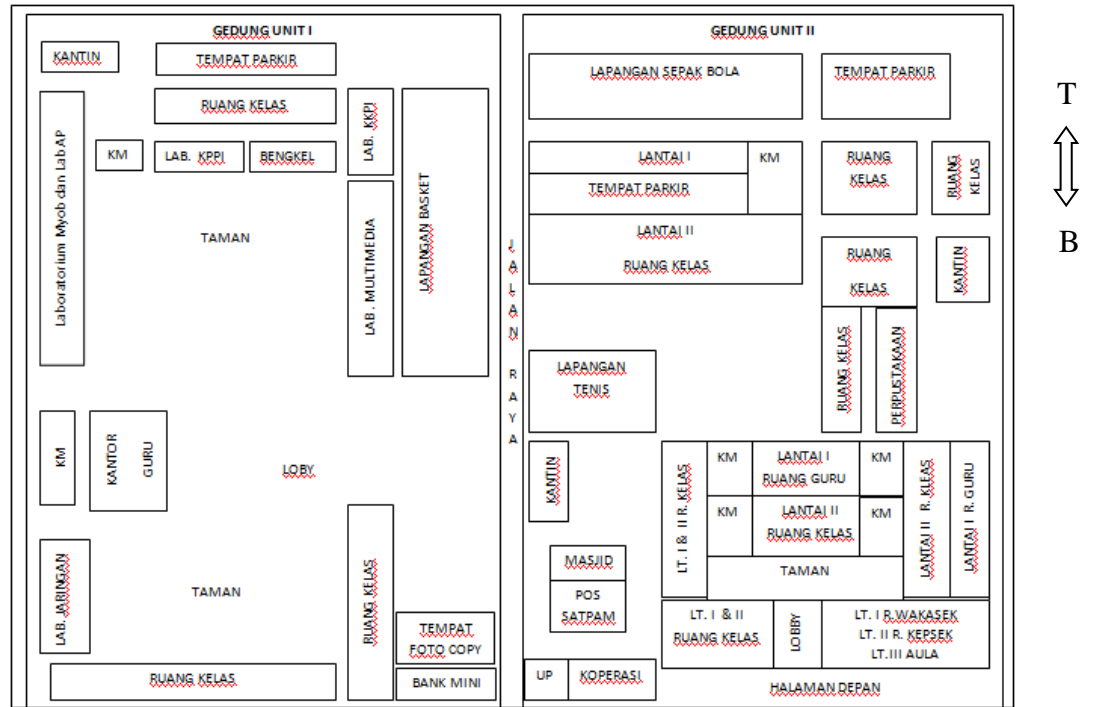 GEDUNG UNIT I
KANTIN
TEMPAT PARKIR
RUANG KELAS
LAB. KKPI
LAPANGAN BASKET
Laboratorium Myob dan Lab AP
KM
LAB. KPPI
BENGKEL
TAMAN
LAB. MULTIMEDIA
KM
KANTOR
GURU
LOBY
LAB. JARINGAN
TAMAN
RUANG KELAS
TEMPAT
FOTO COPY
BANK MINI
RUANG KELAS
JALAN RAYA
GEDUNG UNIT II
LAPANGAN SEPAK BOLA
TEMPAT PARKIR
LANTAI I
KM
TEMPAT PARKIR
LANTAI II
RUANG KELAS
RUANG
KELAS
RUANG
KELAS
RUANG
KELAS
KANTIN
RUANG KELAS
PERPUSTAKAAN
LAPANGAN
TENIS
KANTIN
LT. I & II R. KELAS
KM
LANTAI I
RUANG GURU
KM
KM
LANTAI II
RUANG KELAS
KM
LANTAI II R. KLEAS
LANTAI I R. GURU
TAMAN
MASJID
POS
SATPAM
LT. I & II
RUANG KELAS
LOBBY
LT. I R.WAKASEK
LT. II R. KEPSEK
LT.III AULA
UP
KOPERASI
HALAMAN DEPAN
T
B